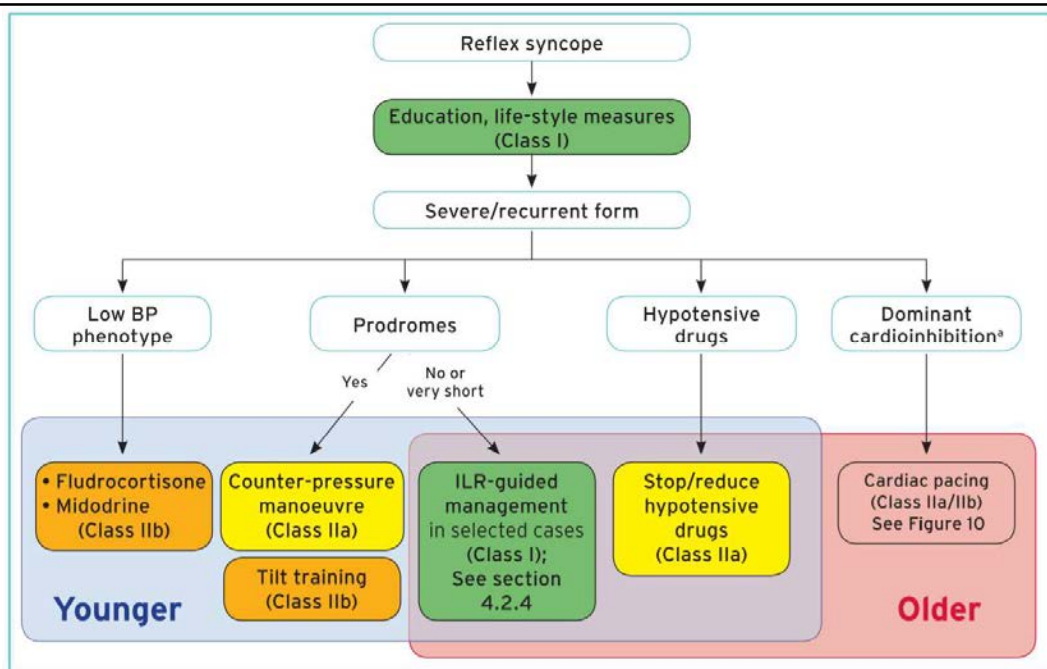 Reflex syncope
Education, life-style measures
(Class I)
Severe/recurrent form
Low BP
phenotype
Prodromes
Hypotensive
drugs
Dominant
cardioinhibitionᵃ
Yes
No or
very short
• Fludrocortisone
• Midodrine
(Class IIb)
Counter-pressure
manoeuvre
(Class IIa)
Tilt training
(Class IIb)
ILR-guided
management
in selected cases
(Class I);
See section
4.2.4
Stop/reduce
hypotensive
drugs
(Class IIa)
Cardiac pacing
(Class IIa/IIb)
See Figure 10
Younger
Older